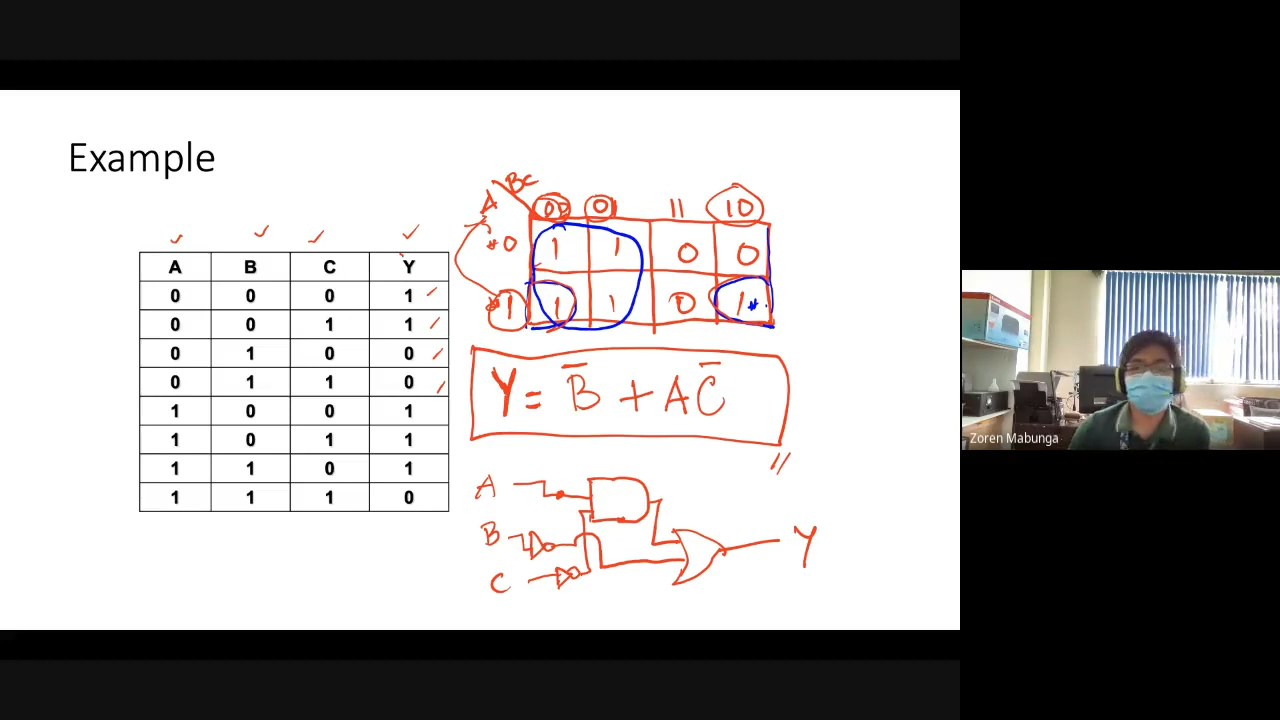 Example
A B C Y
0 0 0 1
0 0 1 1
0 1 0 0
0 1 1 0
1 0 0 1
1 0 1 1
1 1 0 1
1 1 1 0
A BC
00 01 11 10
*0 1 1 0 0
*1 1 1 0 1*
Y = B̅ + A C̅
A
B
C
Y
Zoren Mabunga